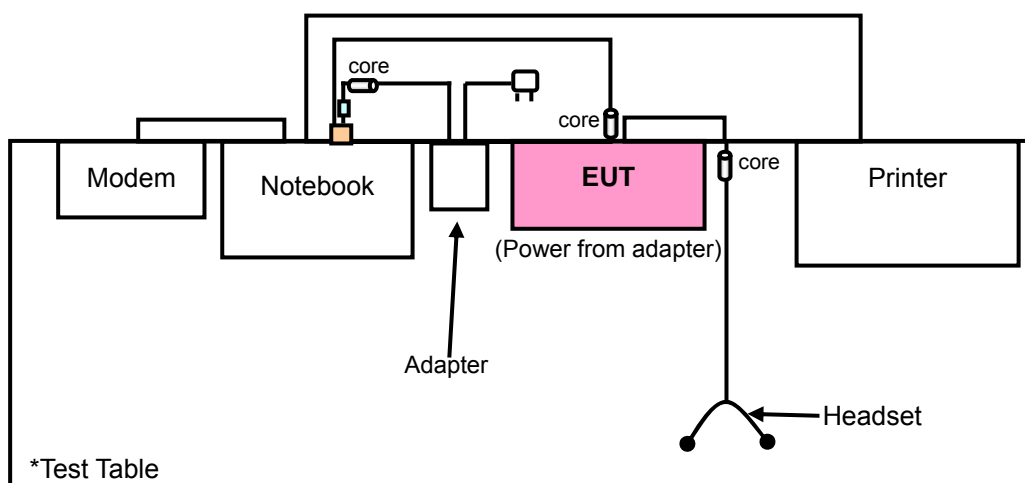 core
core
Modem
Notebook
EUT
core
Printer
(Power from adapter)
Adapter
Headset
*Test Table